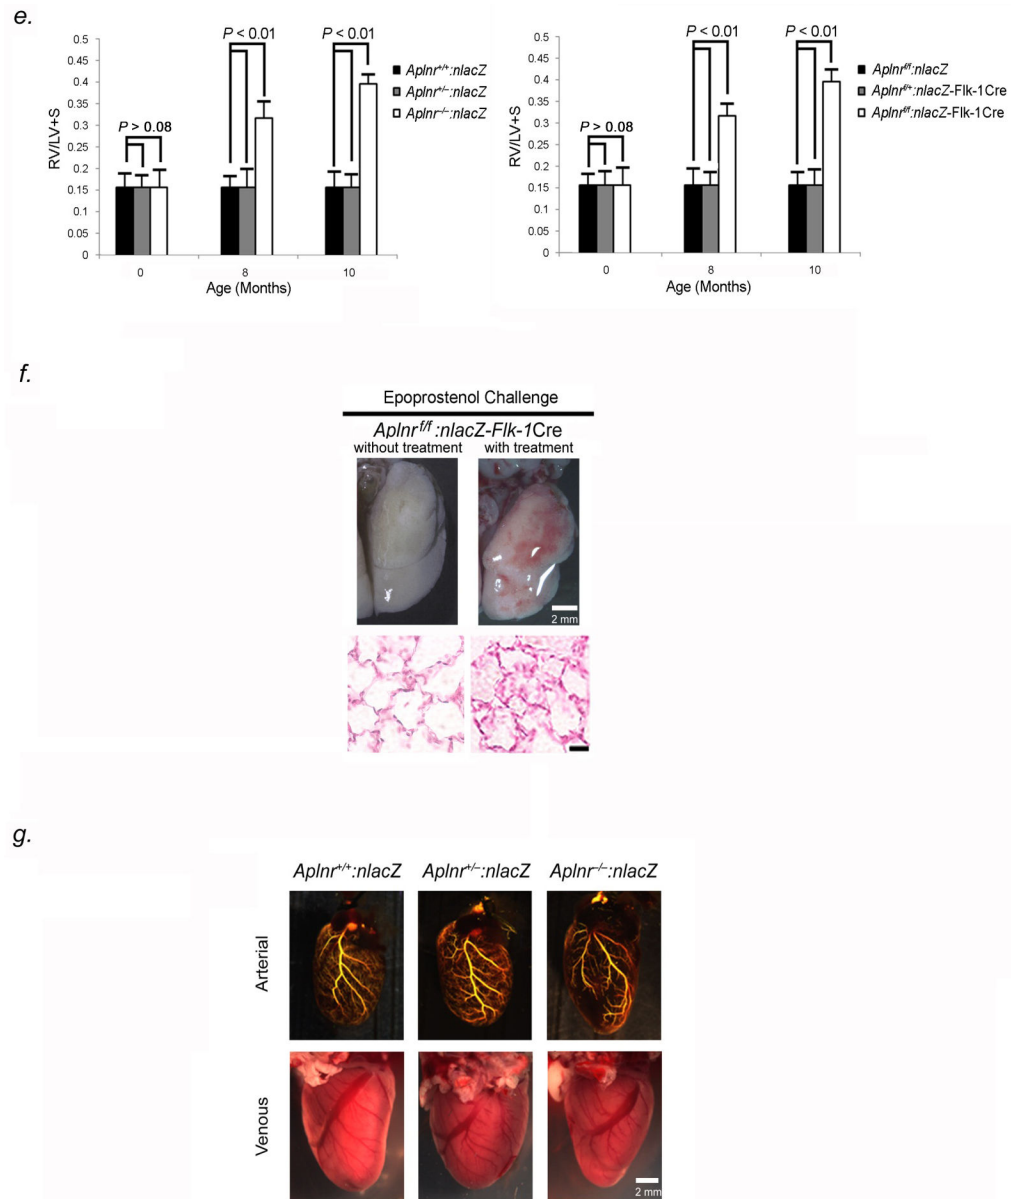 e.
P < 0.01
P < 0.01
P > 0.08
RV/LV+S
0.5
0.45
0.4
0.35
0.3
0.25
0.2
0.15
0.1
0.05
0
0
8
10
Age (Months)
Aplnr+/+:nlacZ
Aplnr+/–:nlacZ
Aplnr–/–:nlacZ
P < 0.01
P < 0.01
P > 0.08
RV/LV+S
0.5
0.45
0.4
0.35
0.3
0.25
0.2
0.15
0.1
0.05
0
0
8
10
Age (Months)
Aplnrf/f:nlacZ
Aplnrf/+:nlacZ-Flk-1Cre
Aplnrf/f:nlacZ-Flk-1Cre
f.
Epoprostenol Challenge
Aplnr f/f :nlacZ-Flk-1Cre
without treatment with treatment
2 mm
g.
Aplnr+/+:nlacZ Aplnr+/–:nlacZ Aplnr–/–:nlacZ
Arterial
Venous
2 mm